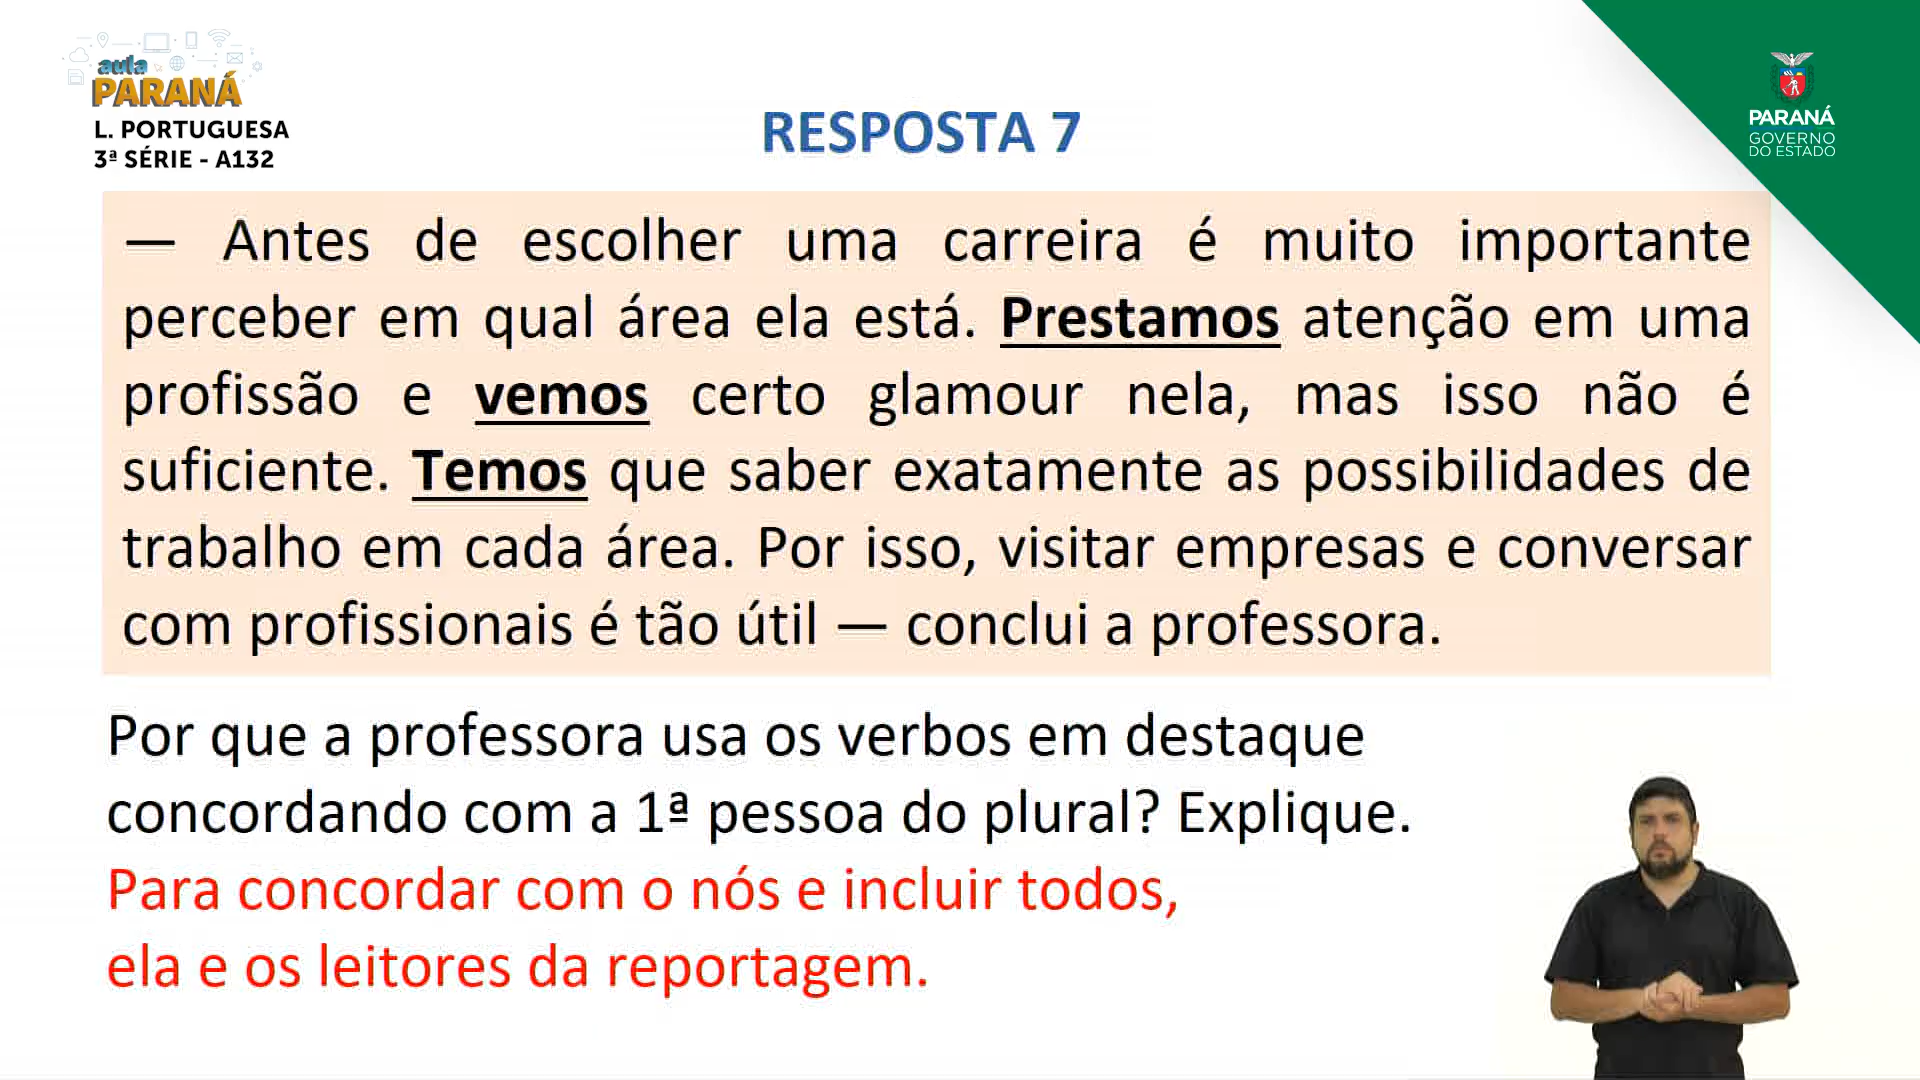 aula
PARANÁ
L. PORTUGUESA
3ª SÉRIE - A132
RESPOSTA 7
PARANÁ
GOVERNO
DO ESTADO
— Antes de escolher uma carreira é muito importante
perceber em qual área ela está. Prestamos atenção em uma
profissão e vemos certo glamour nela, mas isso não é
suficiente. Temos que saber exatamente as possibilidades de
trabalho em cada área. Por isso, visitar empresas e conversar
com profissionais é tão útil — conclui a professora.
Por que a professora usa os verbos em destaque
concordando com a 1ª pessoa do plural? Explique.
Para concordar com o nós e incluir todos,
ela e os leitores da reportagem.